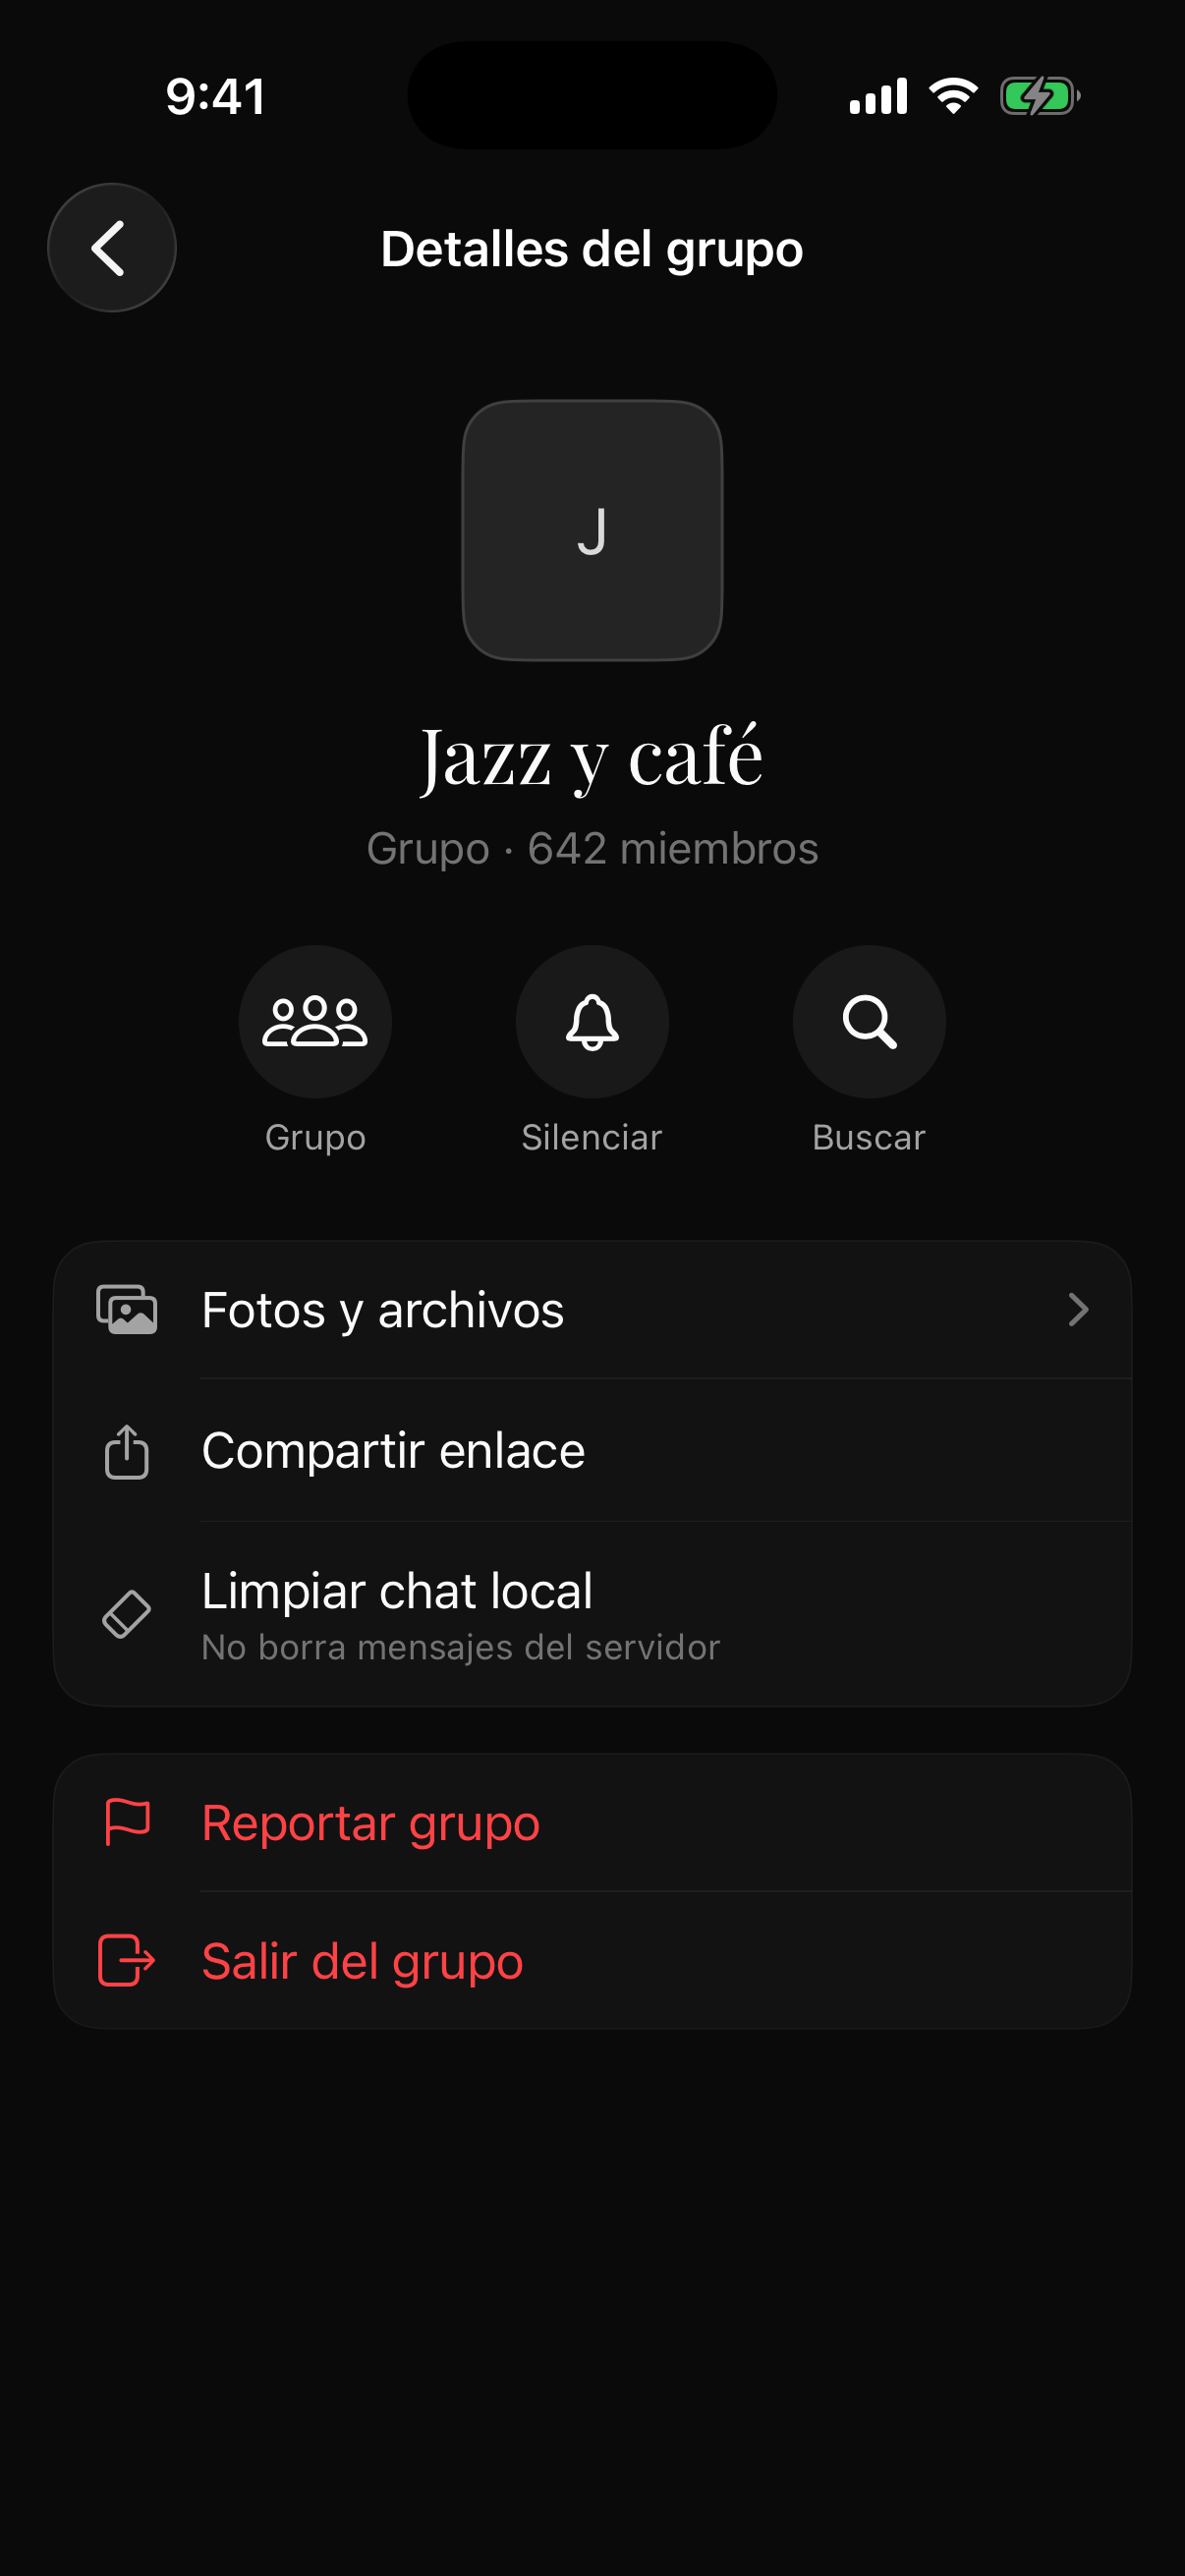 9:41
Detalles del grupo
J
Jazz y café
Grupo · 642 miembros
Grupo
Silenciar
Buscar
Fotos y archivos
Compartir enlace
Limpiar chat local
No borra mensajes del servidor
Reportar grupo
Salir del grupo